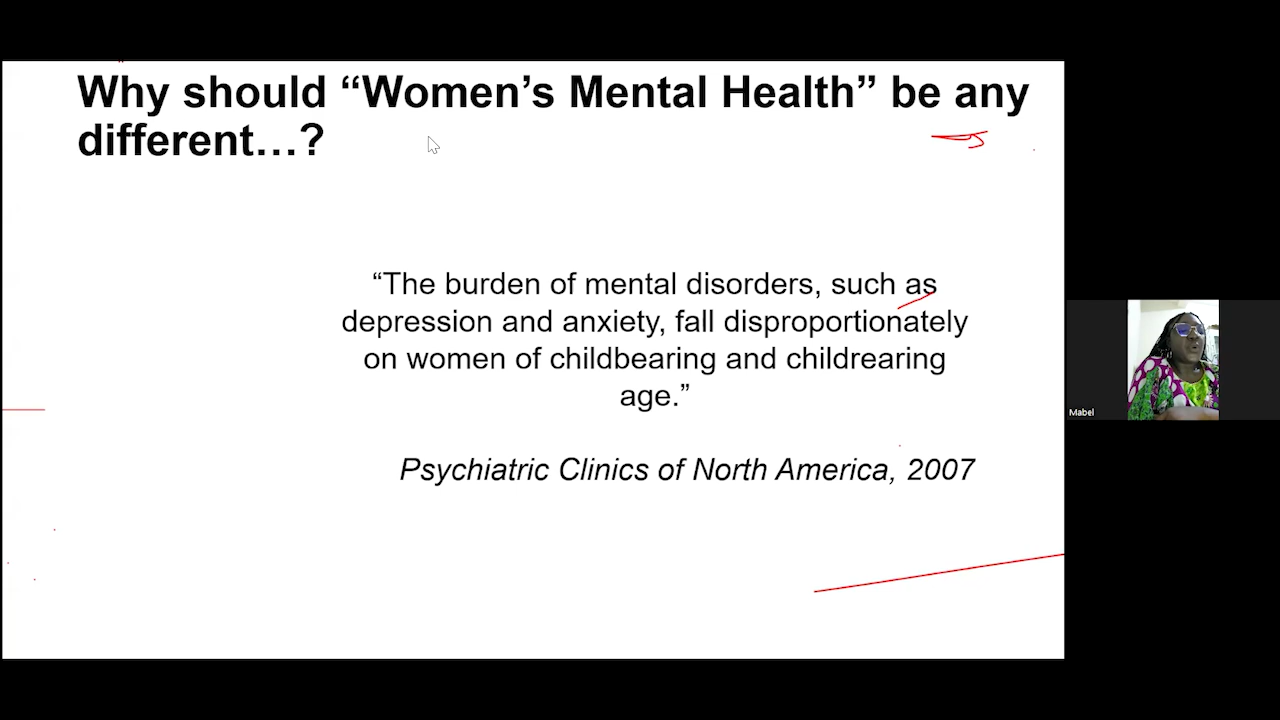 Why should “Women’s Mental Health” be any
different…?
“The burden of mental disorders, such as
depression and anxiety, fall disproportionately
on women of childbearing and childrearing
age.”
Psychiatric Clinics of North America, 2007
Mabel